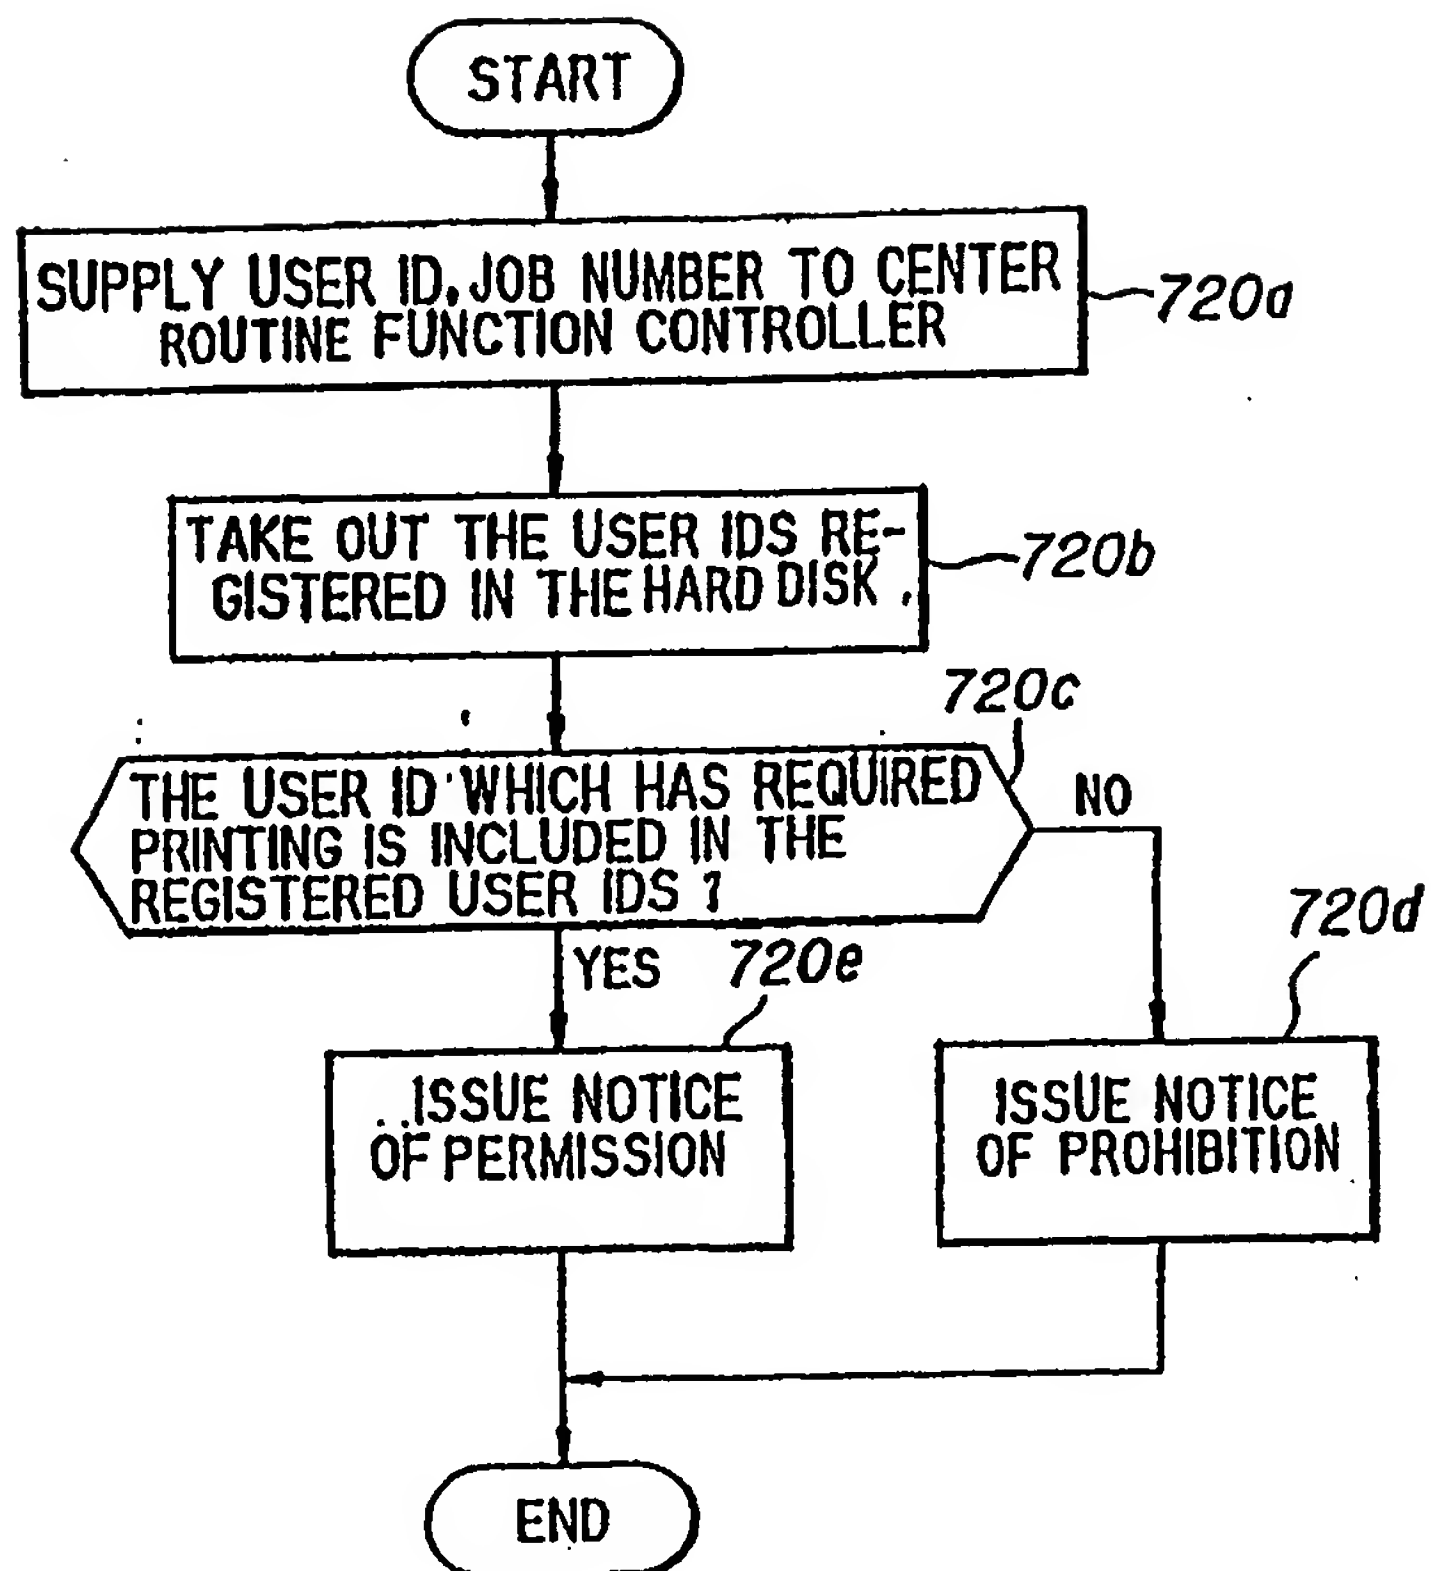 START
SUPPLY USER ID, JOB NUMBER TO CENTER
ROUTINE FUNCTION CONTROLLER
720a
TAKE OUT THE USER IDS RE-
GISTERED IN THE HARD DISK .
720b
720c
THE USER ID WHICH HAS REQUIRED
PRINTING IS INCLUDED IN THE
REGISTERED USER IDS ?
NO
YES
720e
720d
ISSUE NOTICE
OF PERMISSION
ISSUE NOTICE
OF PROHIBITION
END